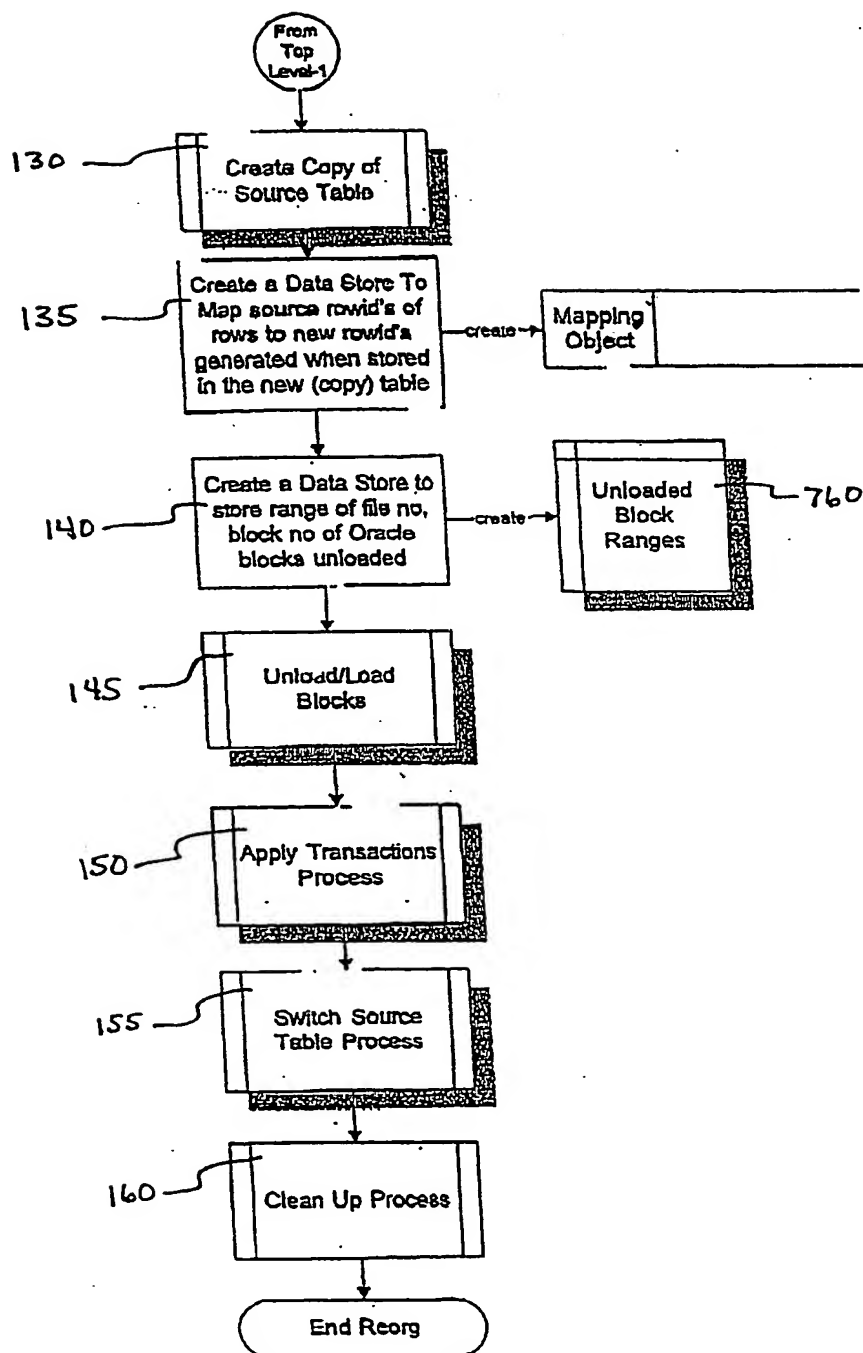 From
Top
Level-1
130
Create Copy of
Source Table
135
Create a Data Store To
Map source rowid's of
rows to new rowid's
generated when stored
in the new (copy) table
create
Mapping
Object
140
Create a Data Store to
store range of file no,
block no of Oracle
blocks unloaded
create
Unloaded
Block
Ranges
760
145
Unload/Load
Blocks
150
Apply Transactions
Process
155
Switch Source
Table Process
160
Clean Up Process
End Reorg